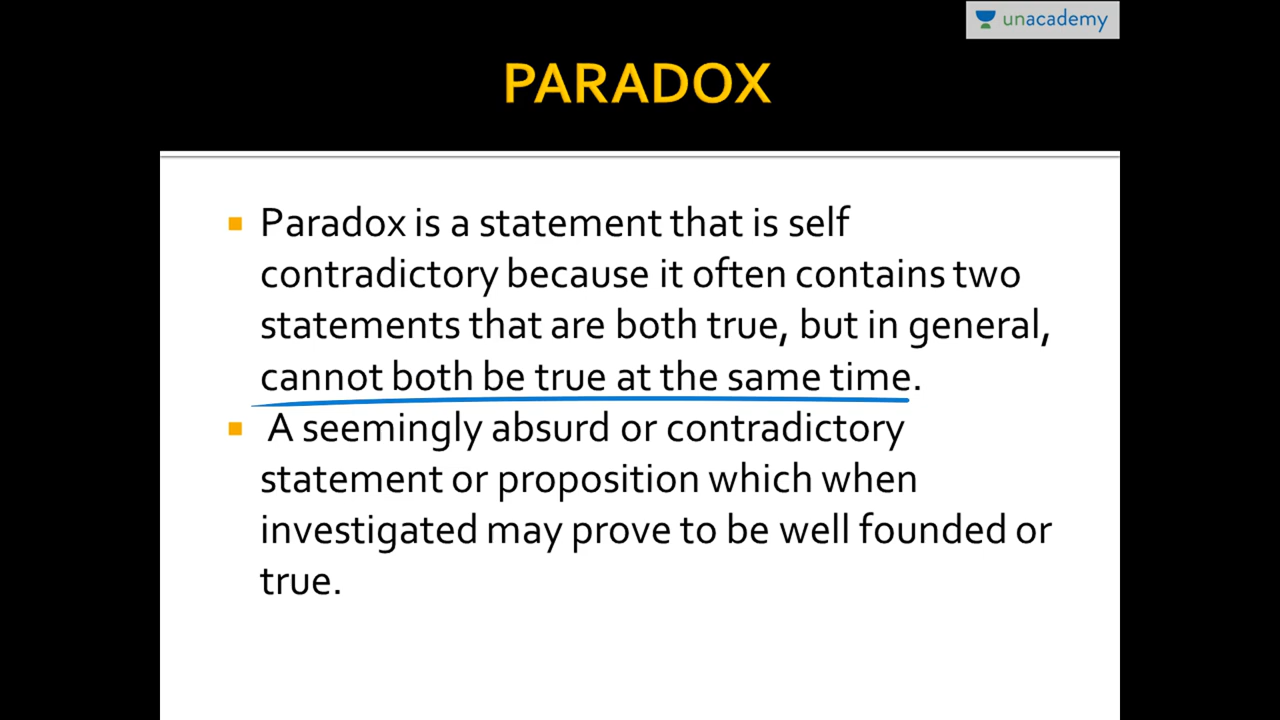 unacademy
PARADOX
Paradox is a statement that is self
contradictory because it often contains two
statements that are both true, but in general,
cannot both be true at the same time.
A seemingly absurd or contradictory
statement or proposition which when
investigated may prove to be well founded or
true.